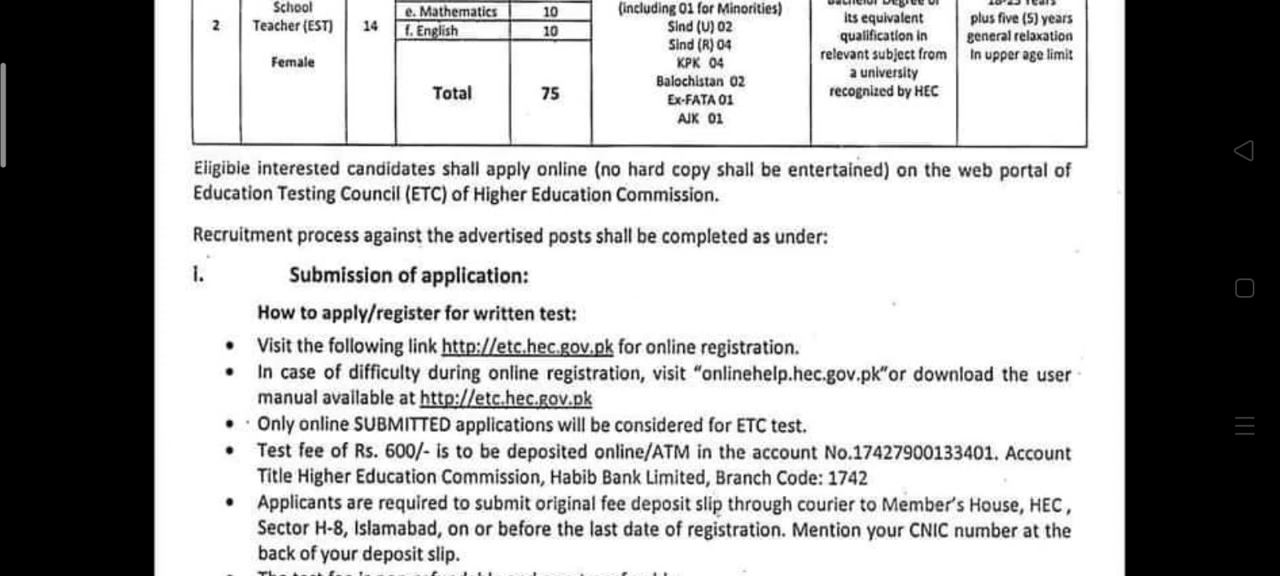 School
Teacher (EST)
Female
2
14
e. Mathematics 10
f. English 10
Total 75
(including 01 for Minorities)
Sind (U) 02
Sind (R) 04
KPK 04
Balochistan 02
Ex-FATA 01
AJK 01
Bachelor Degree or
its equivalent
qualification in
relevant subject from
a university
recognized by HEC
18-25 Years
plus five (5) years
general relaxation
In upper age limit
Eligible interested candidates shall apply online (no hard copy shall be entertained) on the web portal of
Education Testing Council (ETC) of Higher Education Commission.
Recruitment process against the advertised posts shall be completed as under:
i. Submission of application:
How to apply/register for written test:
• Visit the following link http://etc.hec.gov.pk for online registration.
• In case of difficulty during online registration, visit "onlinehelp.hec.gov.pk"or download the user
manual available at http://etc.hec.gov.pk
• Only online SUBMITTED applications will be considered for ETC test.
• Test fee of Rs. 600/- is to be deposited online/ATM in the account No.17427900133401. Account
Title Higher Education Commission, Habib Bank Limited, Branch Code: 1742
• Applicants are required to submit original fee deposit slip through courier to Member's House, HEC,
Sector H-8, Islamabad, on or before the last date of registration. Mention your CNIC number at the
back of your deposit slip.